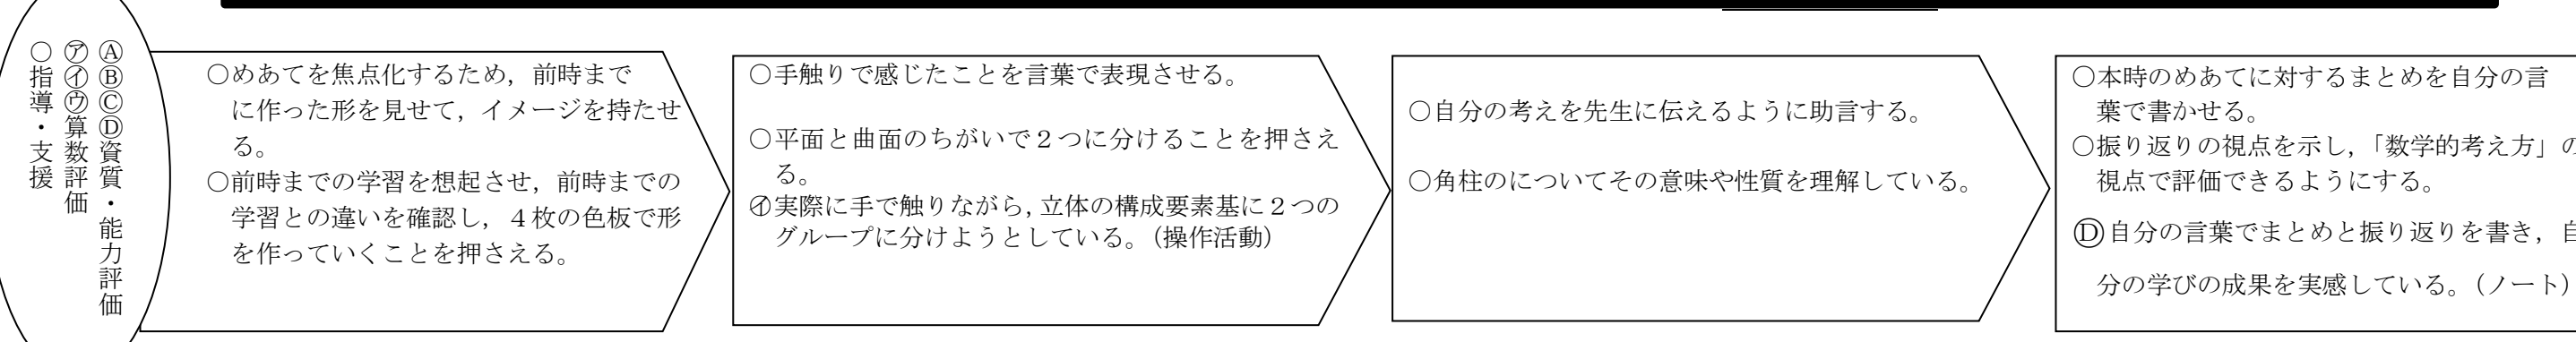 ⒶⒷⒸⒹ資質・能力評価
㋐㋑㋒算数評価
○指導・支援
○めあてを焦点化するため，前時まで
に作った形を見せて，イメージを持たせ
る。
○前時までの学習を想起させ，前時までの
学習との違いを確認し，４枚の色板で形
を作っていくことを押さえる。
○手触りで感じたことを言葉で表現させる。
○平面と曲面のちがいで２つに分けることを押さえ
る。
㋑実際に手で触りながら，立体の構成要素基に２つの
グループに分けようとしている。（操作活動）
○自分の考えを先生に伝えるように助言する。
○角柱のについてその意味や性質を理解している。
○本時のめあてに対するまとめを自分の言
葉で書かせる。
○振り返りの視点を示し，「数学的考え方」の
視点で評価できるようにする。
Ⓓ自分の言葉でまとめと振り返りを書き，自
分の学びの成果を実感している。（ノート）